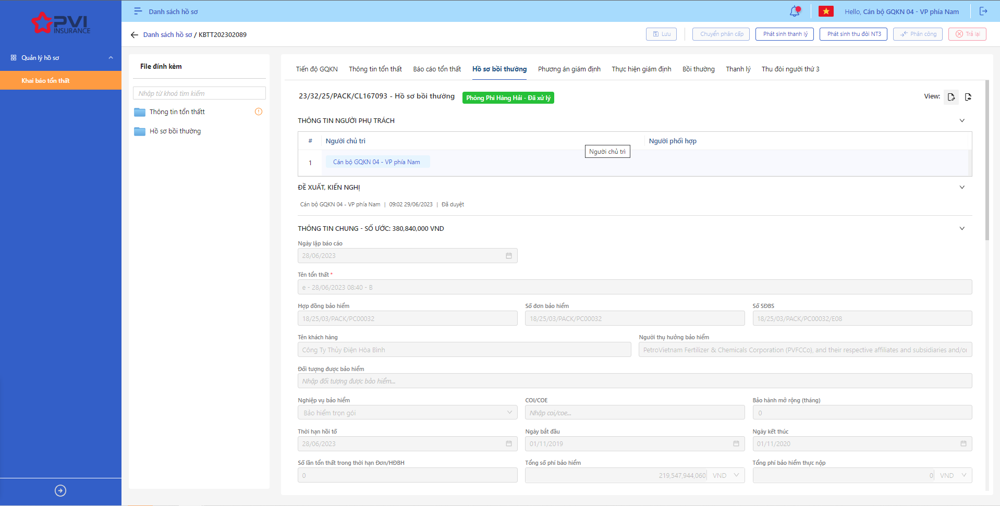 PVI
INSURANCE
Quản lý hồ sơ
Khai báo tổn thất
Danh sách hồ sơ
Hello, Cán bộ GQKN 04 - VP phía Nam
Danh sách hồ sơ / KBTT202302089
Lưu
Chuyển phân cấp
Phát sinh thanh lý
Phát sinh thu đòi NT3
Phân công
Trả lại
File đính kèm
Nhập từ khoá tìm kiếm
Thông tin tổn thấtt
Hồ sơ bồi thường
Tiến độ GQKN
Thông tin tổn thất
Báo cáo tổn thất
Hồ sơ bồi thường
Phương án giám định
Thực hiện giám định
Bồi thường
Thanh lý
Thu đòi người thứ 3
23/32/25/PACK/CL167093 - Hồ sơ bồi thường
Phòng Phi Hàng Hải - Đã xử lý
View:
THÔNG TIN NGƯỜI PHỤ TRÁCH
# Người chủ trì Người phối hợp
Người chủ trì
1 Cán bộ GQKN 04 - VP phía Nam
ĐỀ XUẤT, KIẾN NGHỊ
Cán bộ GQKN 04 - VP phía Nam | 09:02 29/06/2023 | Đã duyệt
THÔNG TIN CHUNG - SỐ ƯỚC: 380,840,000 VND
Ngày lập báo cáo
28/06/2023
Tên tổn thất *
e - 28/06/2023 08:40 - B
Hợp đồng bảo hiểm Số đơn bảo hiểm Số SĐBS
18/25/03/PACK/PC00032 18/25/03/PACK/PC00032 18/25/03/PACK/PC00032/E08
Tên khách hàng Người thụ hưởng bảo hiểm
Công Ty Thủy Điện Hòa Bình PetroVietnam Fertilizer & Chemicals Corporation (PVFCCo), and their respective affiliates and subsidiaries and/or
Đối tượng được bảo hiểm
Nhập đối tượng được bảo hiểm...
Nghiệp vụ bảo hiểm COI/COE Bảo hành mở rộng (tháng)
Bảo hiểm trọn gói Nhập coi/coe... 0
Thời hạn hồi tố Ngày bắt đầu Ngày kết thúc
28/06/2023 01/11/2019 01/11/2020
Số lần tổn thất trong thời hạn Đơn/HĐBH Tổng số phí bảo hiểm Tổng phí bảo hiểm thực nộp
0 219,547,944,060 VND 0 VND